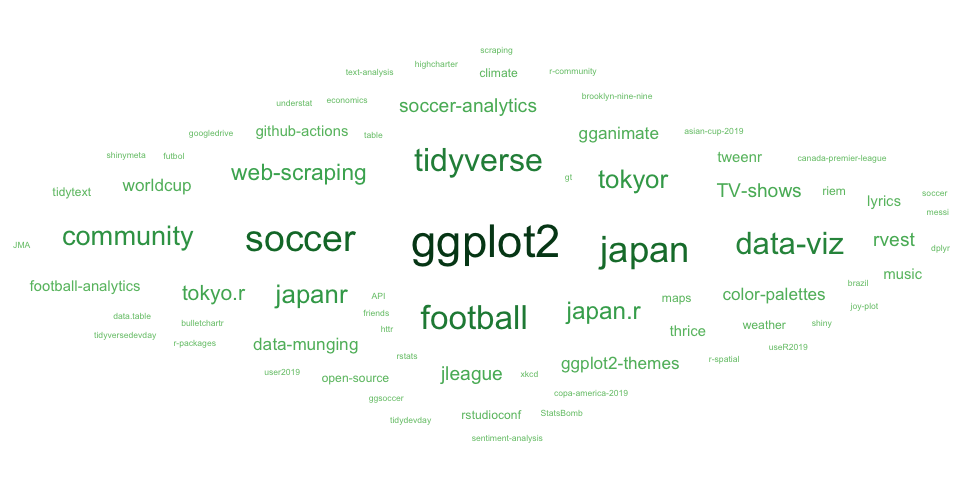 scraping
text-analysis highcharter climate r-community
understat economics soccer-analytics brooklyn-nine-nine
googledrive github-actions table gganimate asian-cup-2019
shinymeta futbol tidyverse tweenr canada-premier-league
web-scraping gt tokyor
tidytext worldcup TV-shows riem lyrics soccer
messi
JMA community soccer ggplot2 japan data-viz rvest dplyr
football-analytics tokyo.r japanr API maps color-palettes brazil music
data.table friends football japan.r joy-plot
tidyversedevday bulletchartr httr thrice weather shiny
r-packages data-munging rstats ggplot2-themes r-spatial useR2019
user2019 open-source jleague xkcd
ggsoccer copa-america-2019
tidydevday rstudioconf StatsBomb
sentiment-analysis